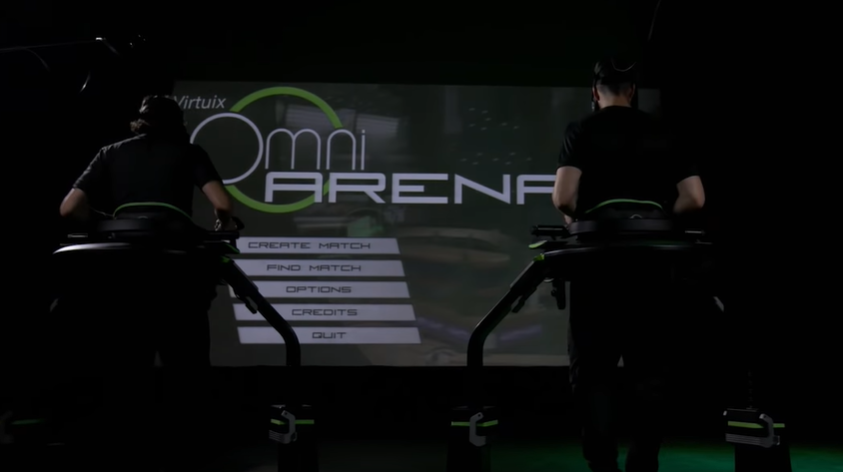 Virtuix
Omni
ARENA
CREATE MATCH
FIND MATCH
OPTIONS
CREDITS
QUIT